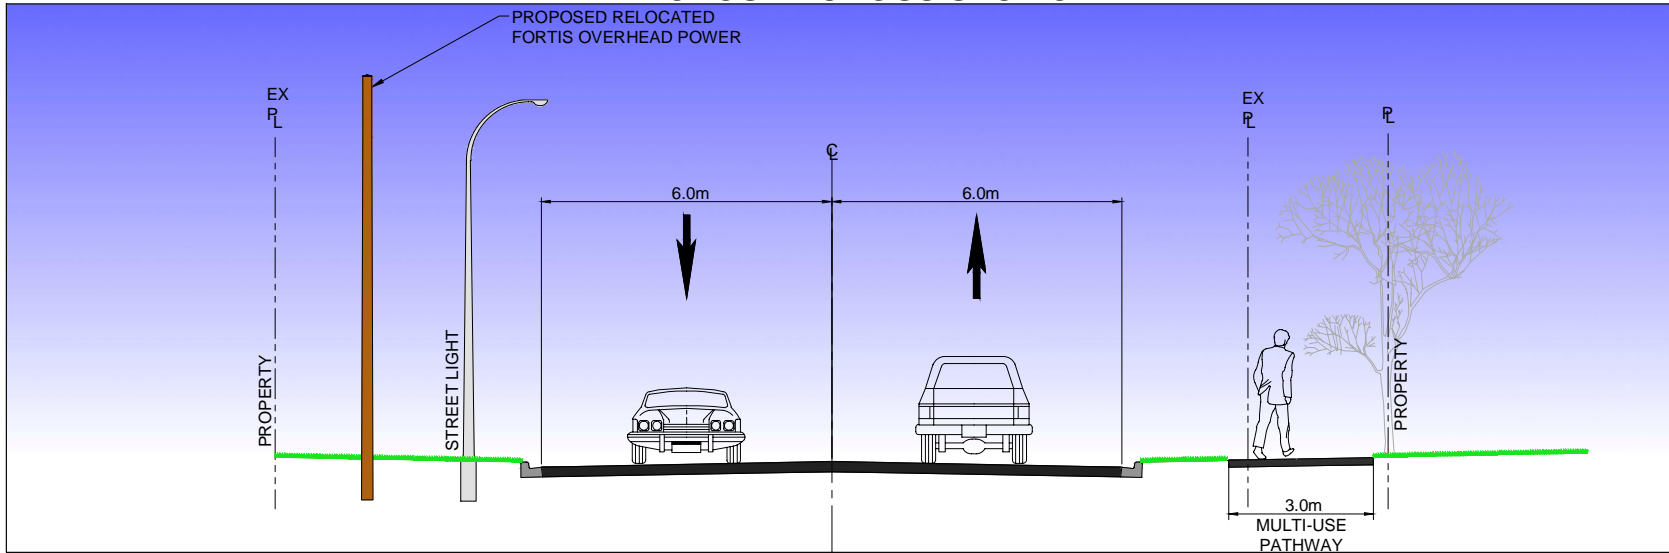 PROPOSED RELOCATED
FORTIS OVERHEAD POWER
EX
PL
EX
PL
PL
CL
6.0m
6.0m
PROPERTY
STREET LIGHT
PROPERTY
3.0m
MULTI-USE
PATHWAY